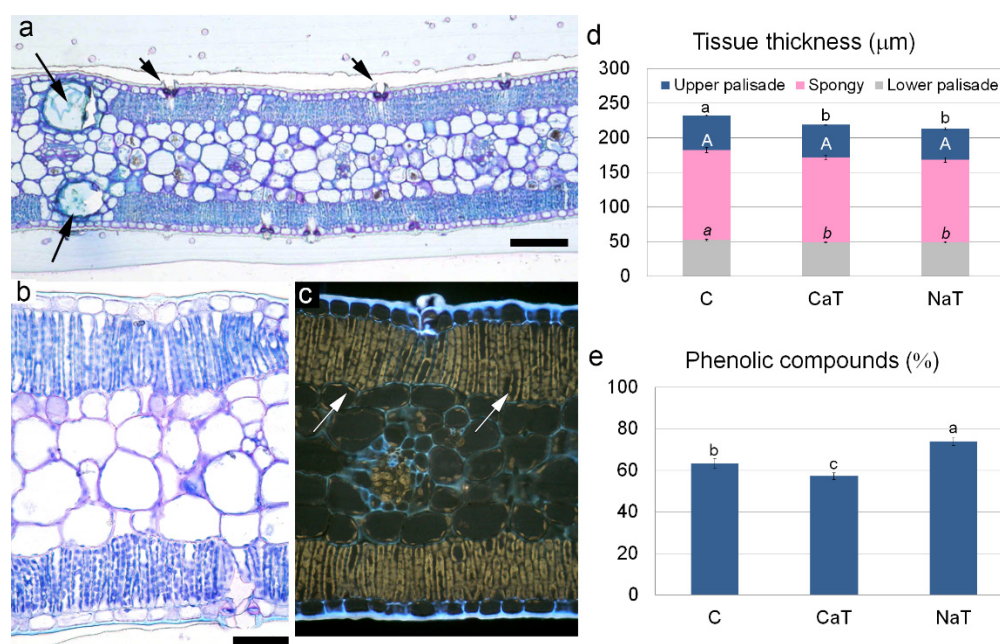 a
b
c
d
Tissue thickness (μm)
300
250
200
150
100
50
0
Upper palisade Spongy Lower palisade
a b b
A A A
a b b
C CaT NaT
e
Phenolic compounds (%)
100
80
60
40
20
0
b c a
C CaT NaT